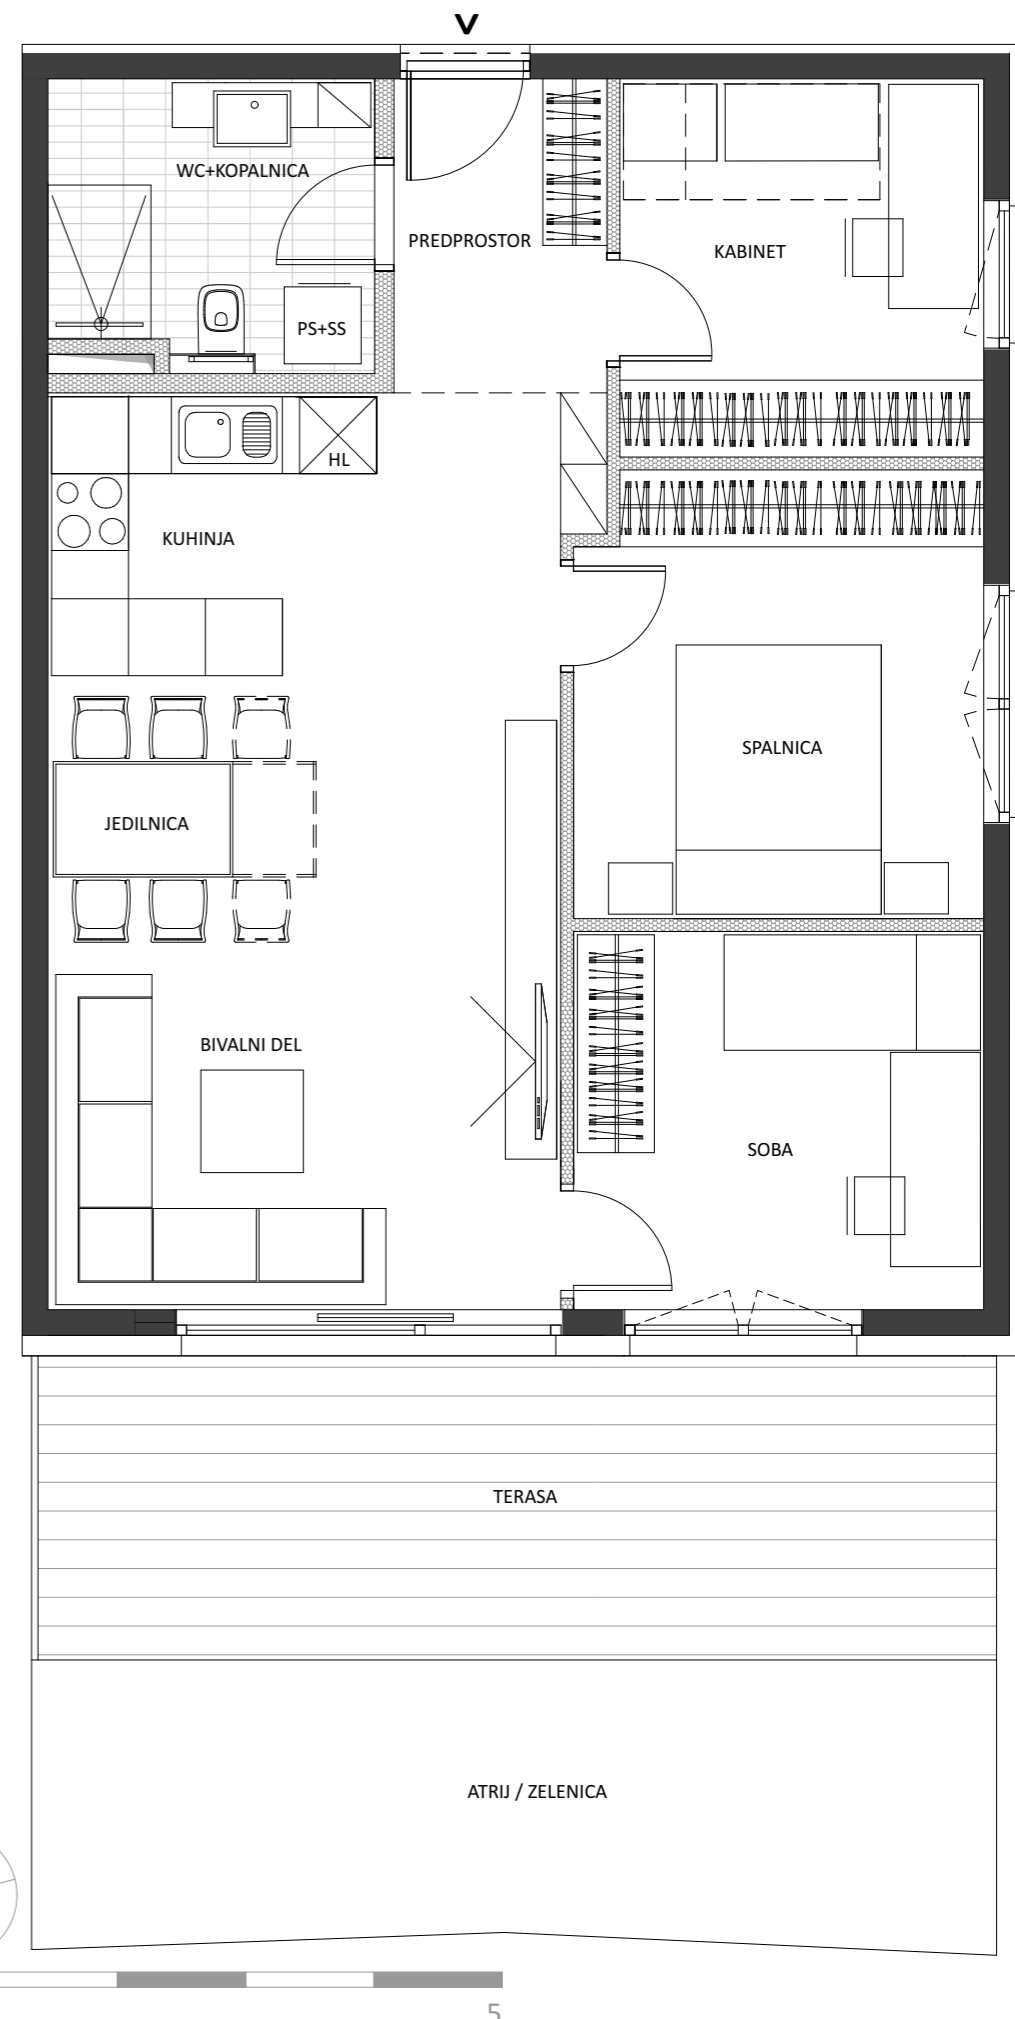 WC+KOPALNICA
PREDPROSTOR
KABINET
PS+SS
HL
KUHINJA
SPALNICA
JEDILNICA
BIVALNI DEL
SOBA
TERASA
ATRIJ / ZELENICA
5